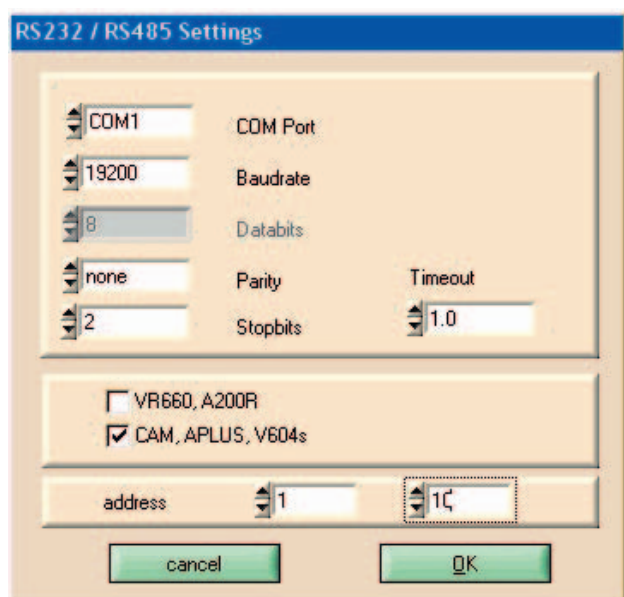 RS232 / RS485 Settings
COM1 COM Port
19200 Baudrate
8 Databits
none Parity Timeout
2 Stopbits 1.0
VR660, A200R
CAM, APLUS, V604s
address 1
cancel OK